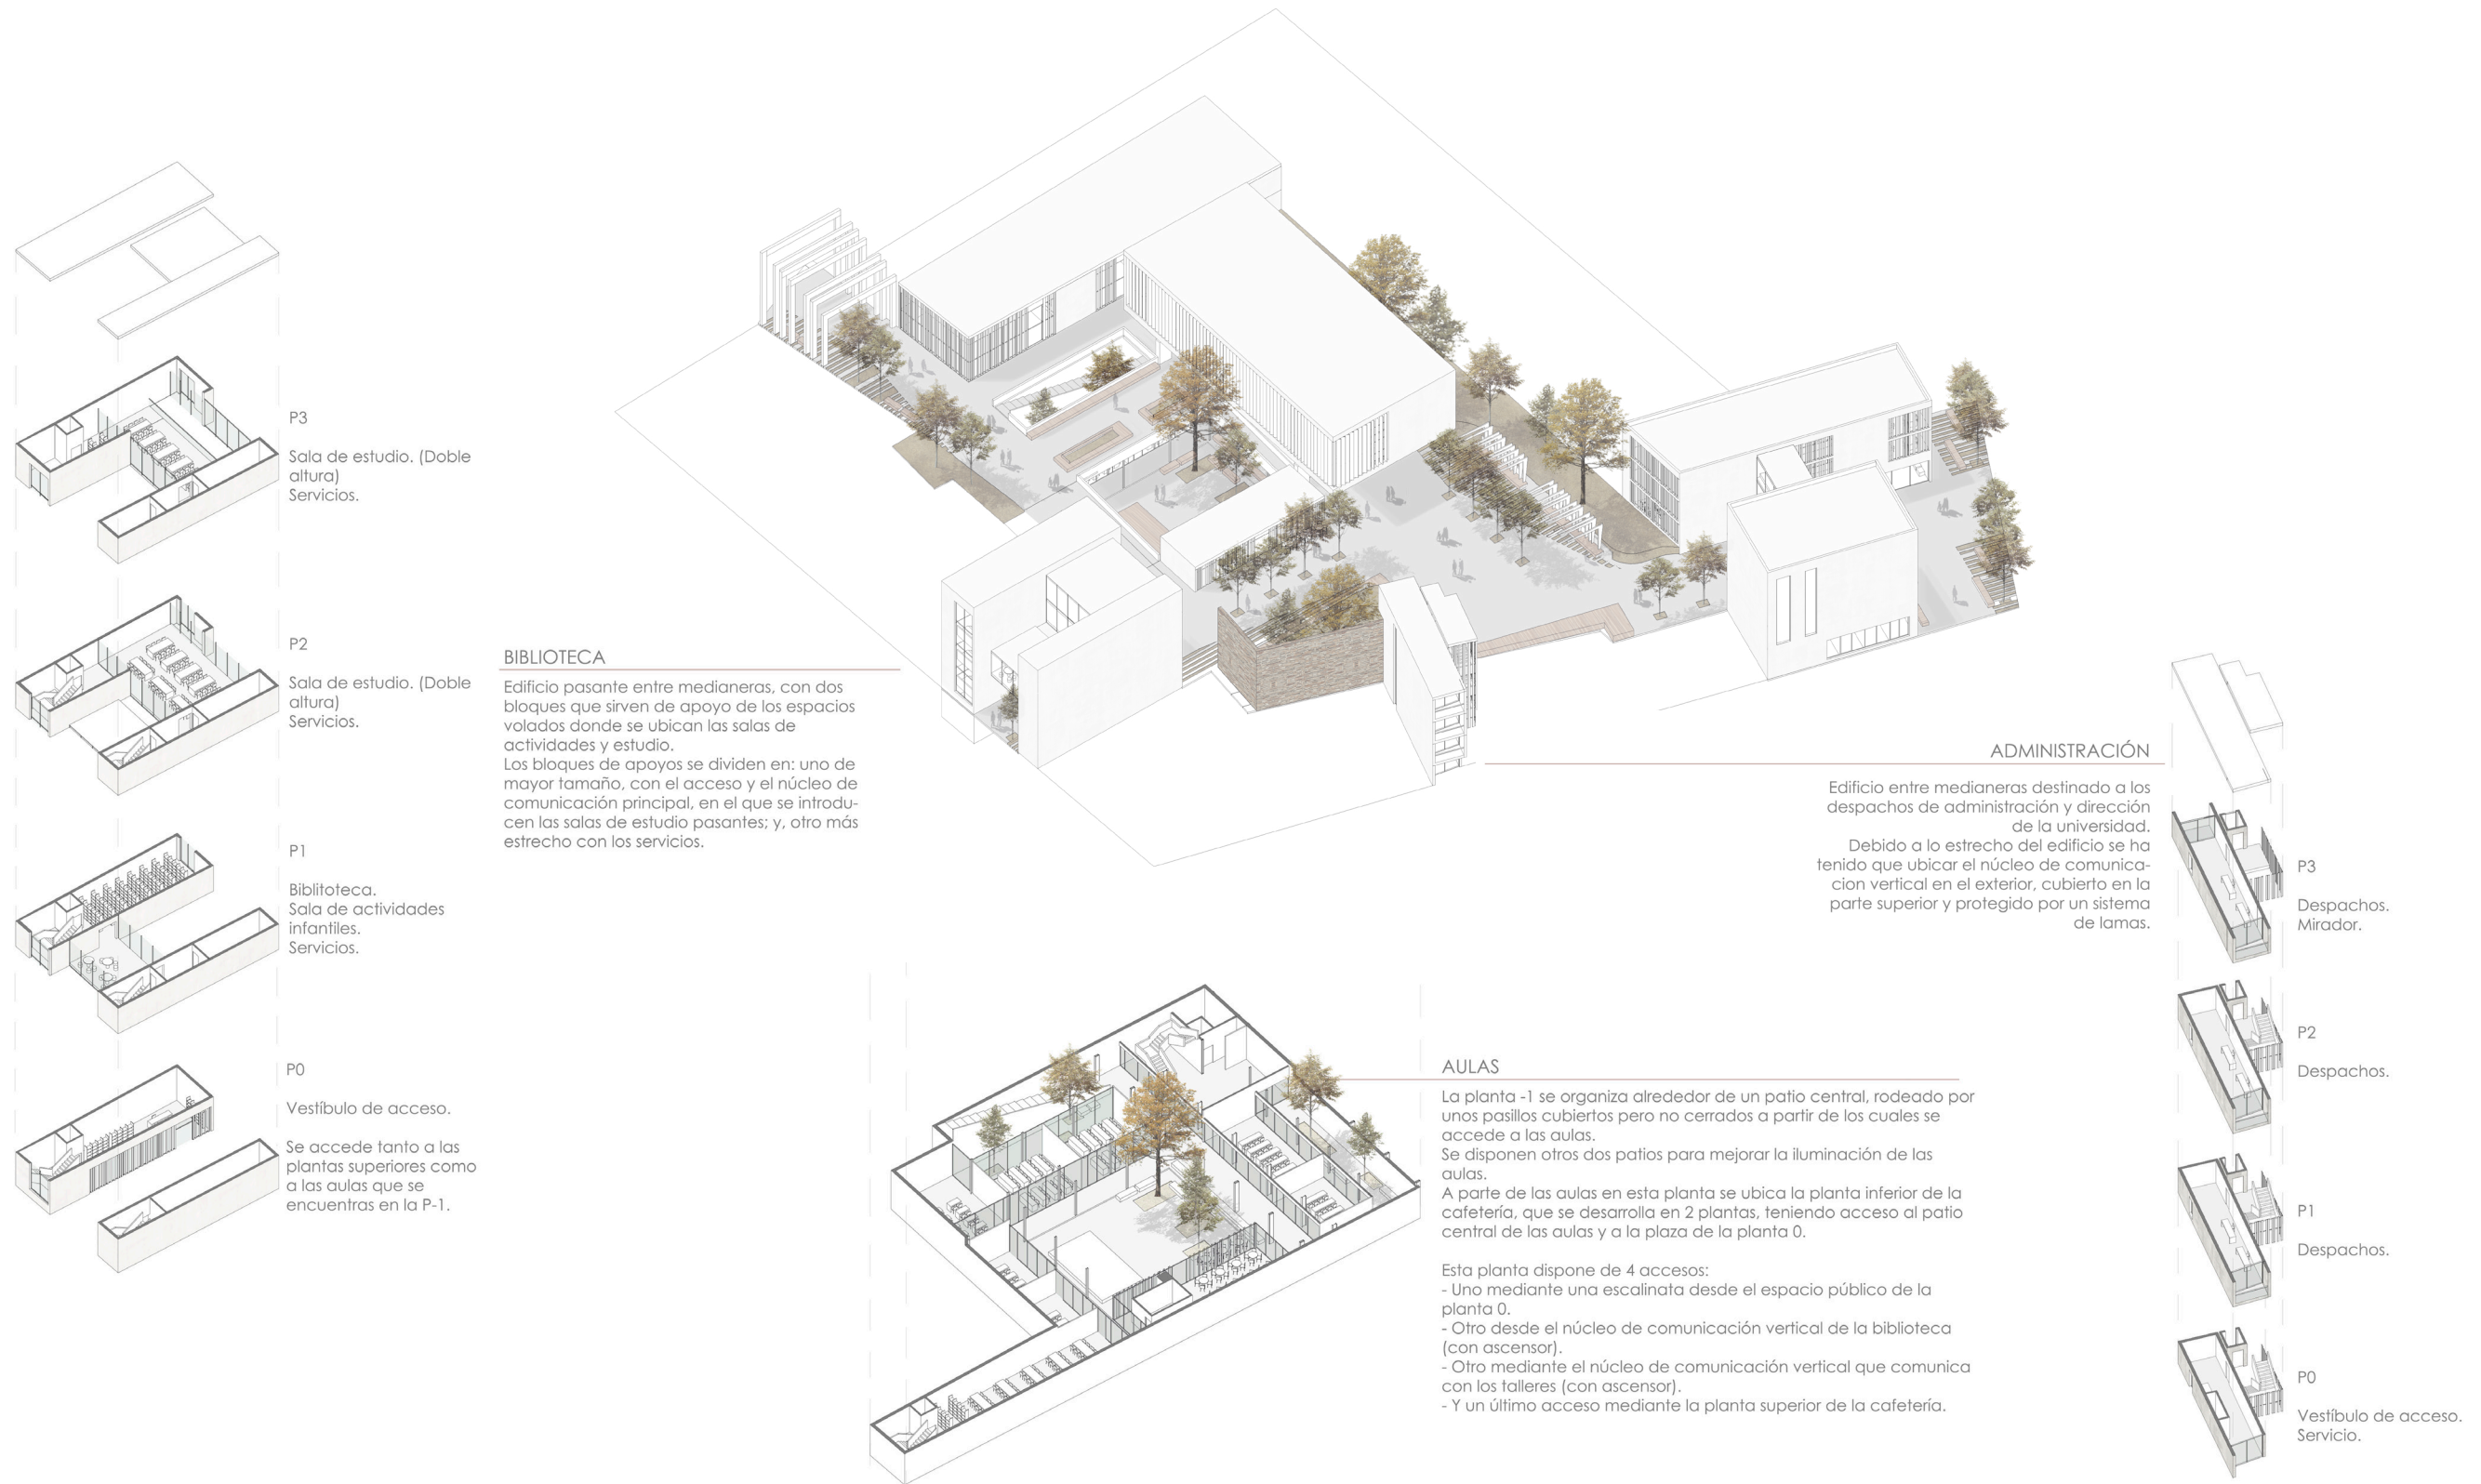 P3
Sala de estudio. (Doble
altura)
Servicios.
P2
Sala de estudio. (Doble
altura)
Servicios.
P1
Biblitoteca.
Sala de actividades
infantiles.
Servicios.
P0
Vestíbulo de acceso.
Se accede tanto a las
plantas superiores como
a las aulas que se
encuentras en la P-1.
BIBLIOTECA
Edificio pasante entre medianeras, con dos
bloques que sirven de apoyo de los espacios
volados donde se ubican las salas de
actividades y estudio.
Los bloques de apoyos se dividen en: uno de
mayor tamaño, con el acceso y el núcleo de
comunicación principal, en el que se introdu-
cen las salas de estudio pasantes; y, otro más
estrecho con los servicios.
ADMINISTRACIÓN
Edificio entre medianeras destinado a los
despachos de administración y dirección
de la universidad.
Debido a lo estrecho del edificio se ha
tenido que ubicar el núcleo de comunica-
cion vertical en el exterior, cubierto en la
parte superior y protegido por un sistema
de lamas.
AULAS
La planta -1 se organiza alrededor de un patio central, rodeado por
unos pasillos cubiertos pero no cerrados a partir de los cuales se
accede a las aulas.
Se disponen otros dos patios para mejorar la iluminación de las
aulas.
A parte de las aulas en esta planta se ubica la planta inferior de la
cafetería, que se desarrolla en 2 plantas, teniendo acceso al patio
central de las aulas y a la plaza de la planta 0.
Esta planta dispone de 4 accesos:
- Uno mediante una escalinata desde el espacio público de la
planta 0.
- Otro desde el núcleo de comunicación vertical de la biblioteca
(con ascensor).
- Otro mediante el núcleo de comunicación vertical que comunica
con los talleres (con ascensor).
- Y un último acceso mediante la planta superior de la cafetería.
P3
Despachos.
Mirador.
P2
Despachos.
P1
Despachos.
P0
Vestíbulo de acceso.
Servicio.